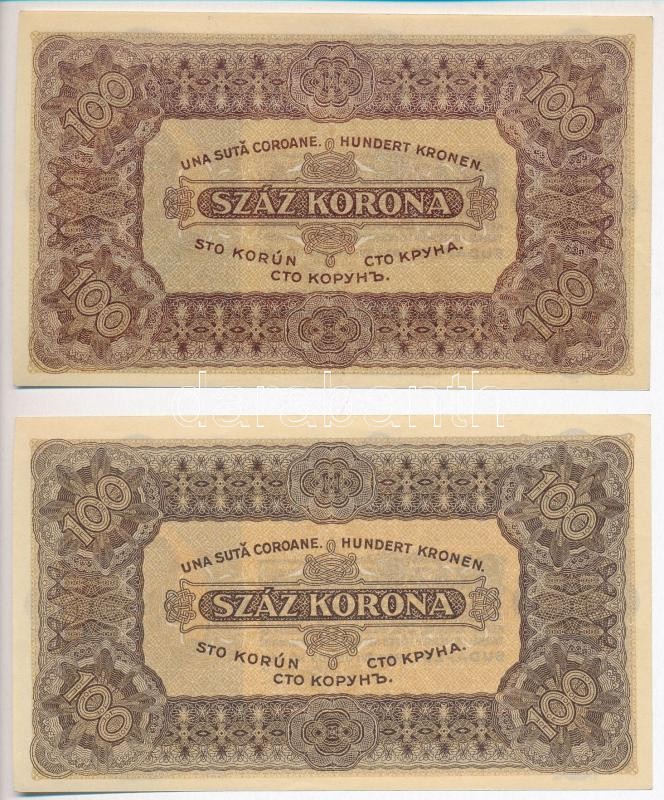 100 100
UNA SUTĂ COROANE. HUNDERT KRONEN.
SZÁZ KORONA
STO KORÚN СТО КРУНА.
СТО КОРУНЪ.
100 100
darabanth
100 100
UNA SUTĂ COROANE. HUNDERT KRONEN.
SZÁZ KORONA
STO KORÚN СТО КРУНА.
СТО КОРУНЪ.
100 100